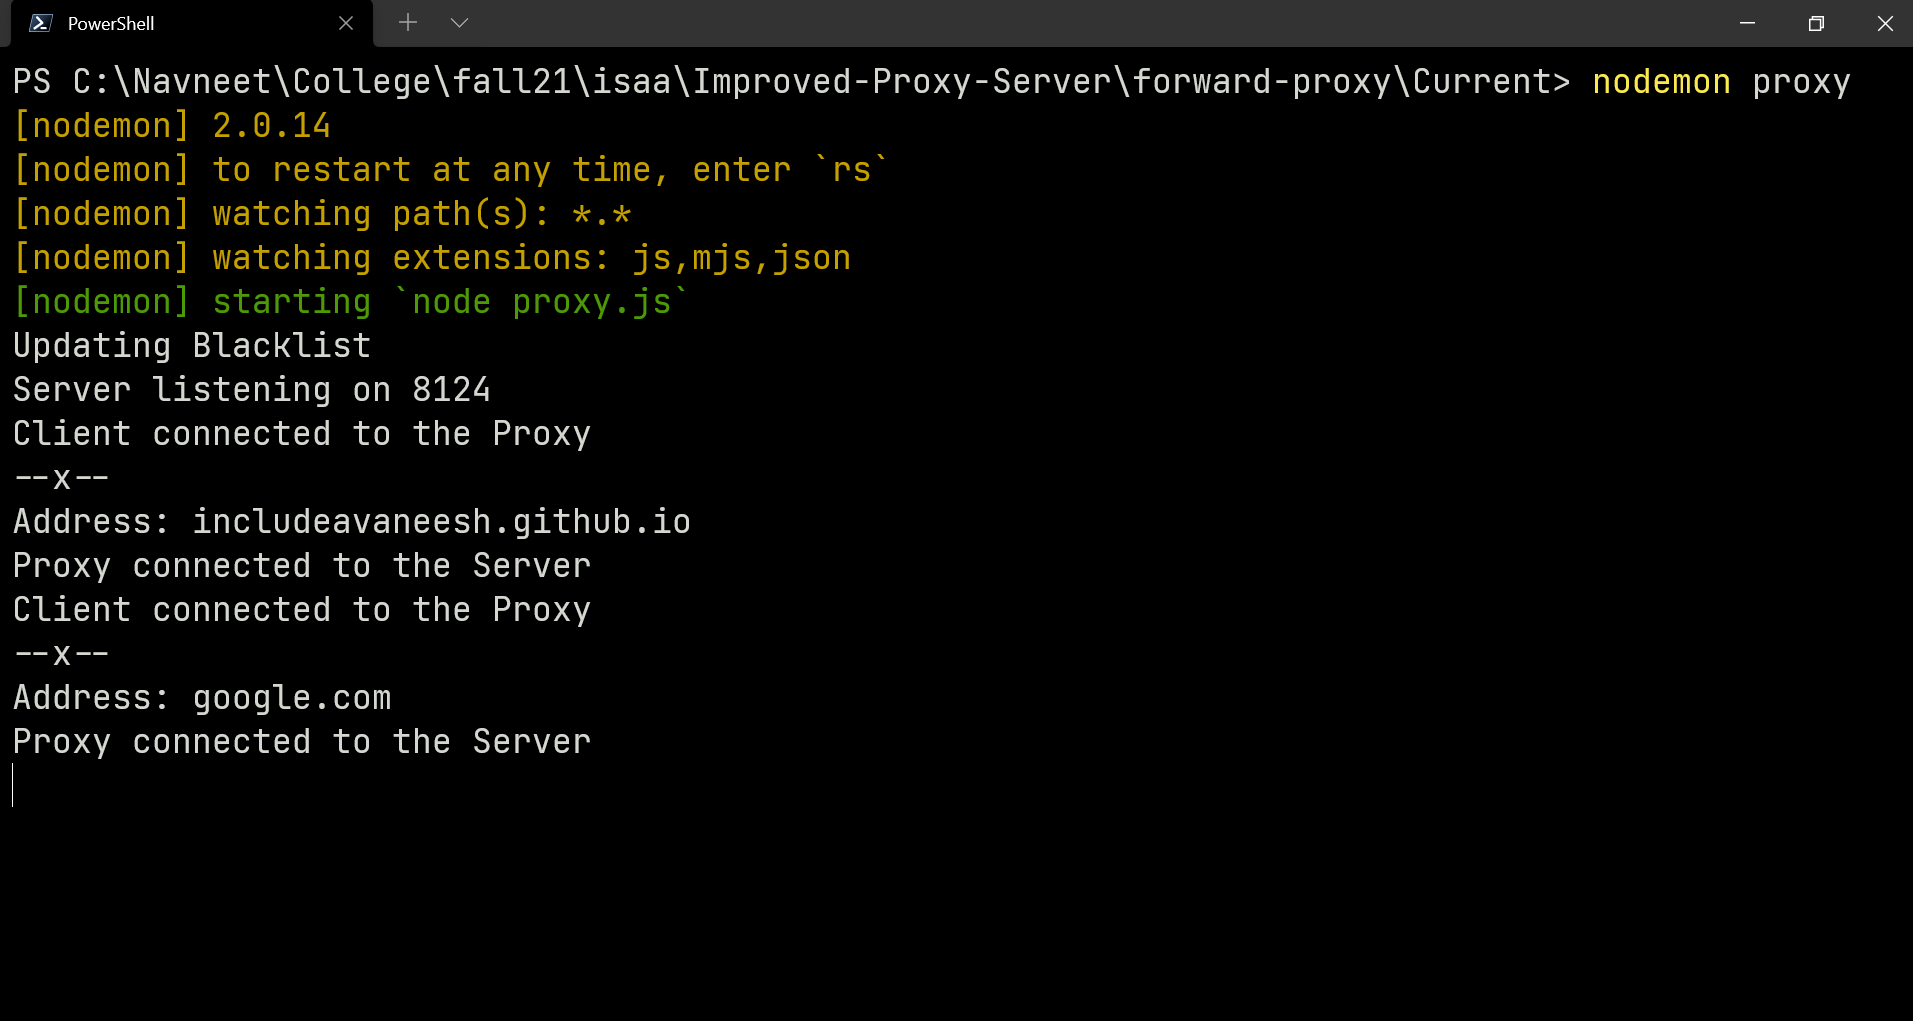 PowerShell
PS C:\Navneet\College\fall21\isaa\Improved-Proxy-Server\forward-proxy\Current> nodemon proxy
[nodemon] 2.0.14
[nodemon] to restart at any time, enter `rs`
[nodemon] watching path(s): *.*
[nodemon] watching extensions: js,mjs,json
[nodemon] starting `node proxy.js`
Updating Blacklist
Server listening on 8124
Client connected to the Proxy
--x--
Address: includeavaneesh.github.io
Proxy connected to the Server
Client connected to the Proxy
--x--
Address: google.com
Proxy connected to the Server